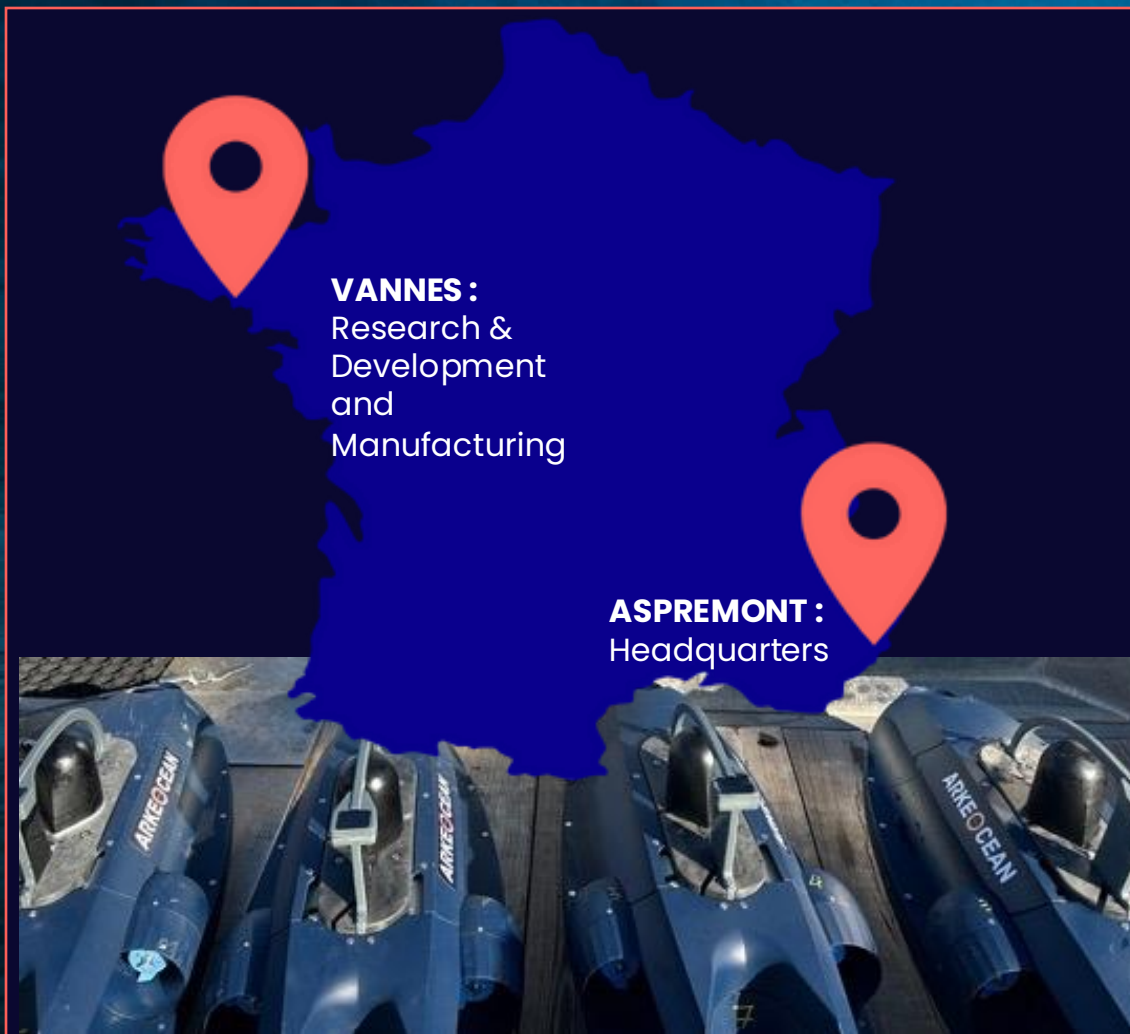 VANNES :
Research &
Development
and
Manufacturing
ASPREMONT :
Headquarters
ARKEOCEAN
ARKEOCEAN
ARKEOCEAN